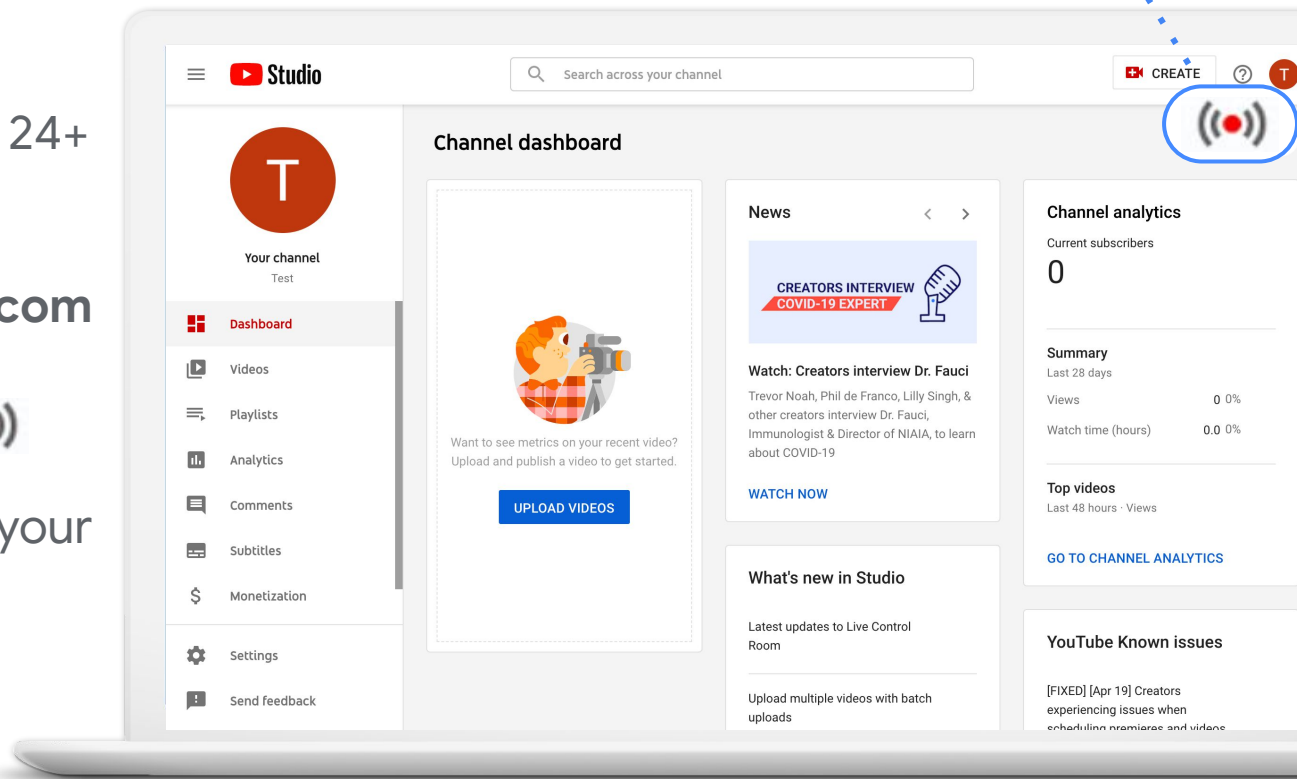 24+
com
your
Studio
Search across your channel
CREATE
T
T
Your channel
Test
Dashboard
Videos
Playlists
Analytics
Comments
Subtitles
$ Monetization
Settings
Send feedback
Channel dashboard
Want to see metrics on your recent video?
Upload and publish a video to get started.
UPLOAD VIDEOS
News
CREATORS INTERVIEW
COVID-19 EXPERT
Watch: Creators interview Dr. Fauci
Trevor Noah, Phil de Franco, Lilly Singh, &
other creators interview Dr. Fauci,
Immunologist & Director of NIAIA, to learn
about COVID-19
WATCH NOW
What's new in Studio
Latest updates to Live Control
Room
Upload multiple videos with batch
uploads
Channel analytics
Current subscribers
0
Summary
Last 28 days
Views 0 0%
Watch time (hours) 0.0 0%
Top videos
Last 48 hours · Views
GO TO CHANNEL ANALYTICS
YouTube Known issues
[FIXED] [Apr 19] Creators
experiencing issues when
scheduling premieres and videos